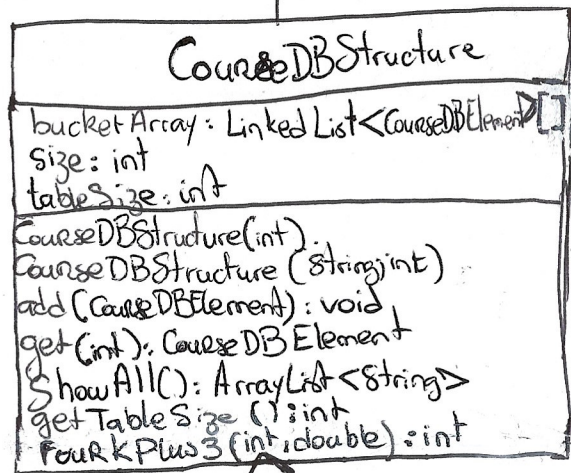 CourseDBStructure
bucketArray: LinkedList<CourseDBElement>[]
size: int
tableSize: int
CourseDBStructure(int)
CourseDBStructure (String, int)
add (CourseDBElement): void
get (int): CourseDBElement
ShowAll(): ArrayList<String>
getTableSize (): int
FouRKPlus3 (int, double): int